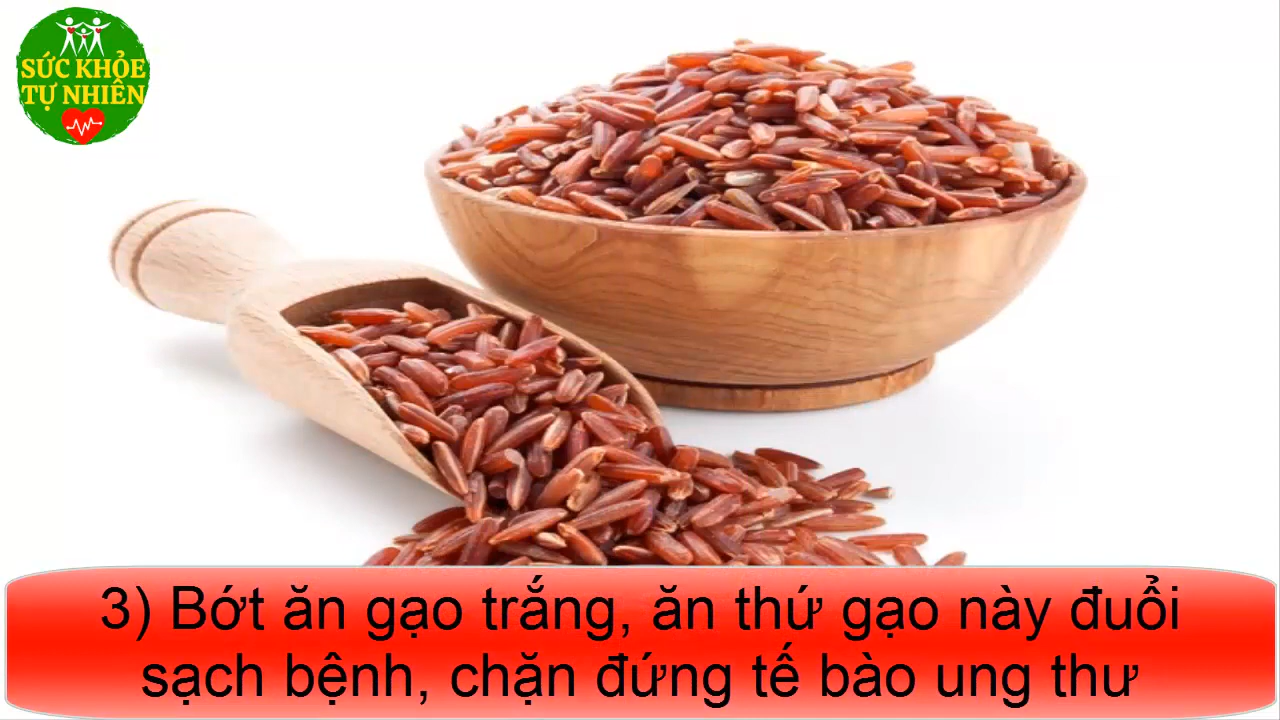 SỨC KHỎE
TỰ NHIÊN
3) Bớt ăn gạo trắng, ăn thứ gạo này đuổi
sạch bệnh, chặn đứng tế bào ung thư